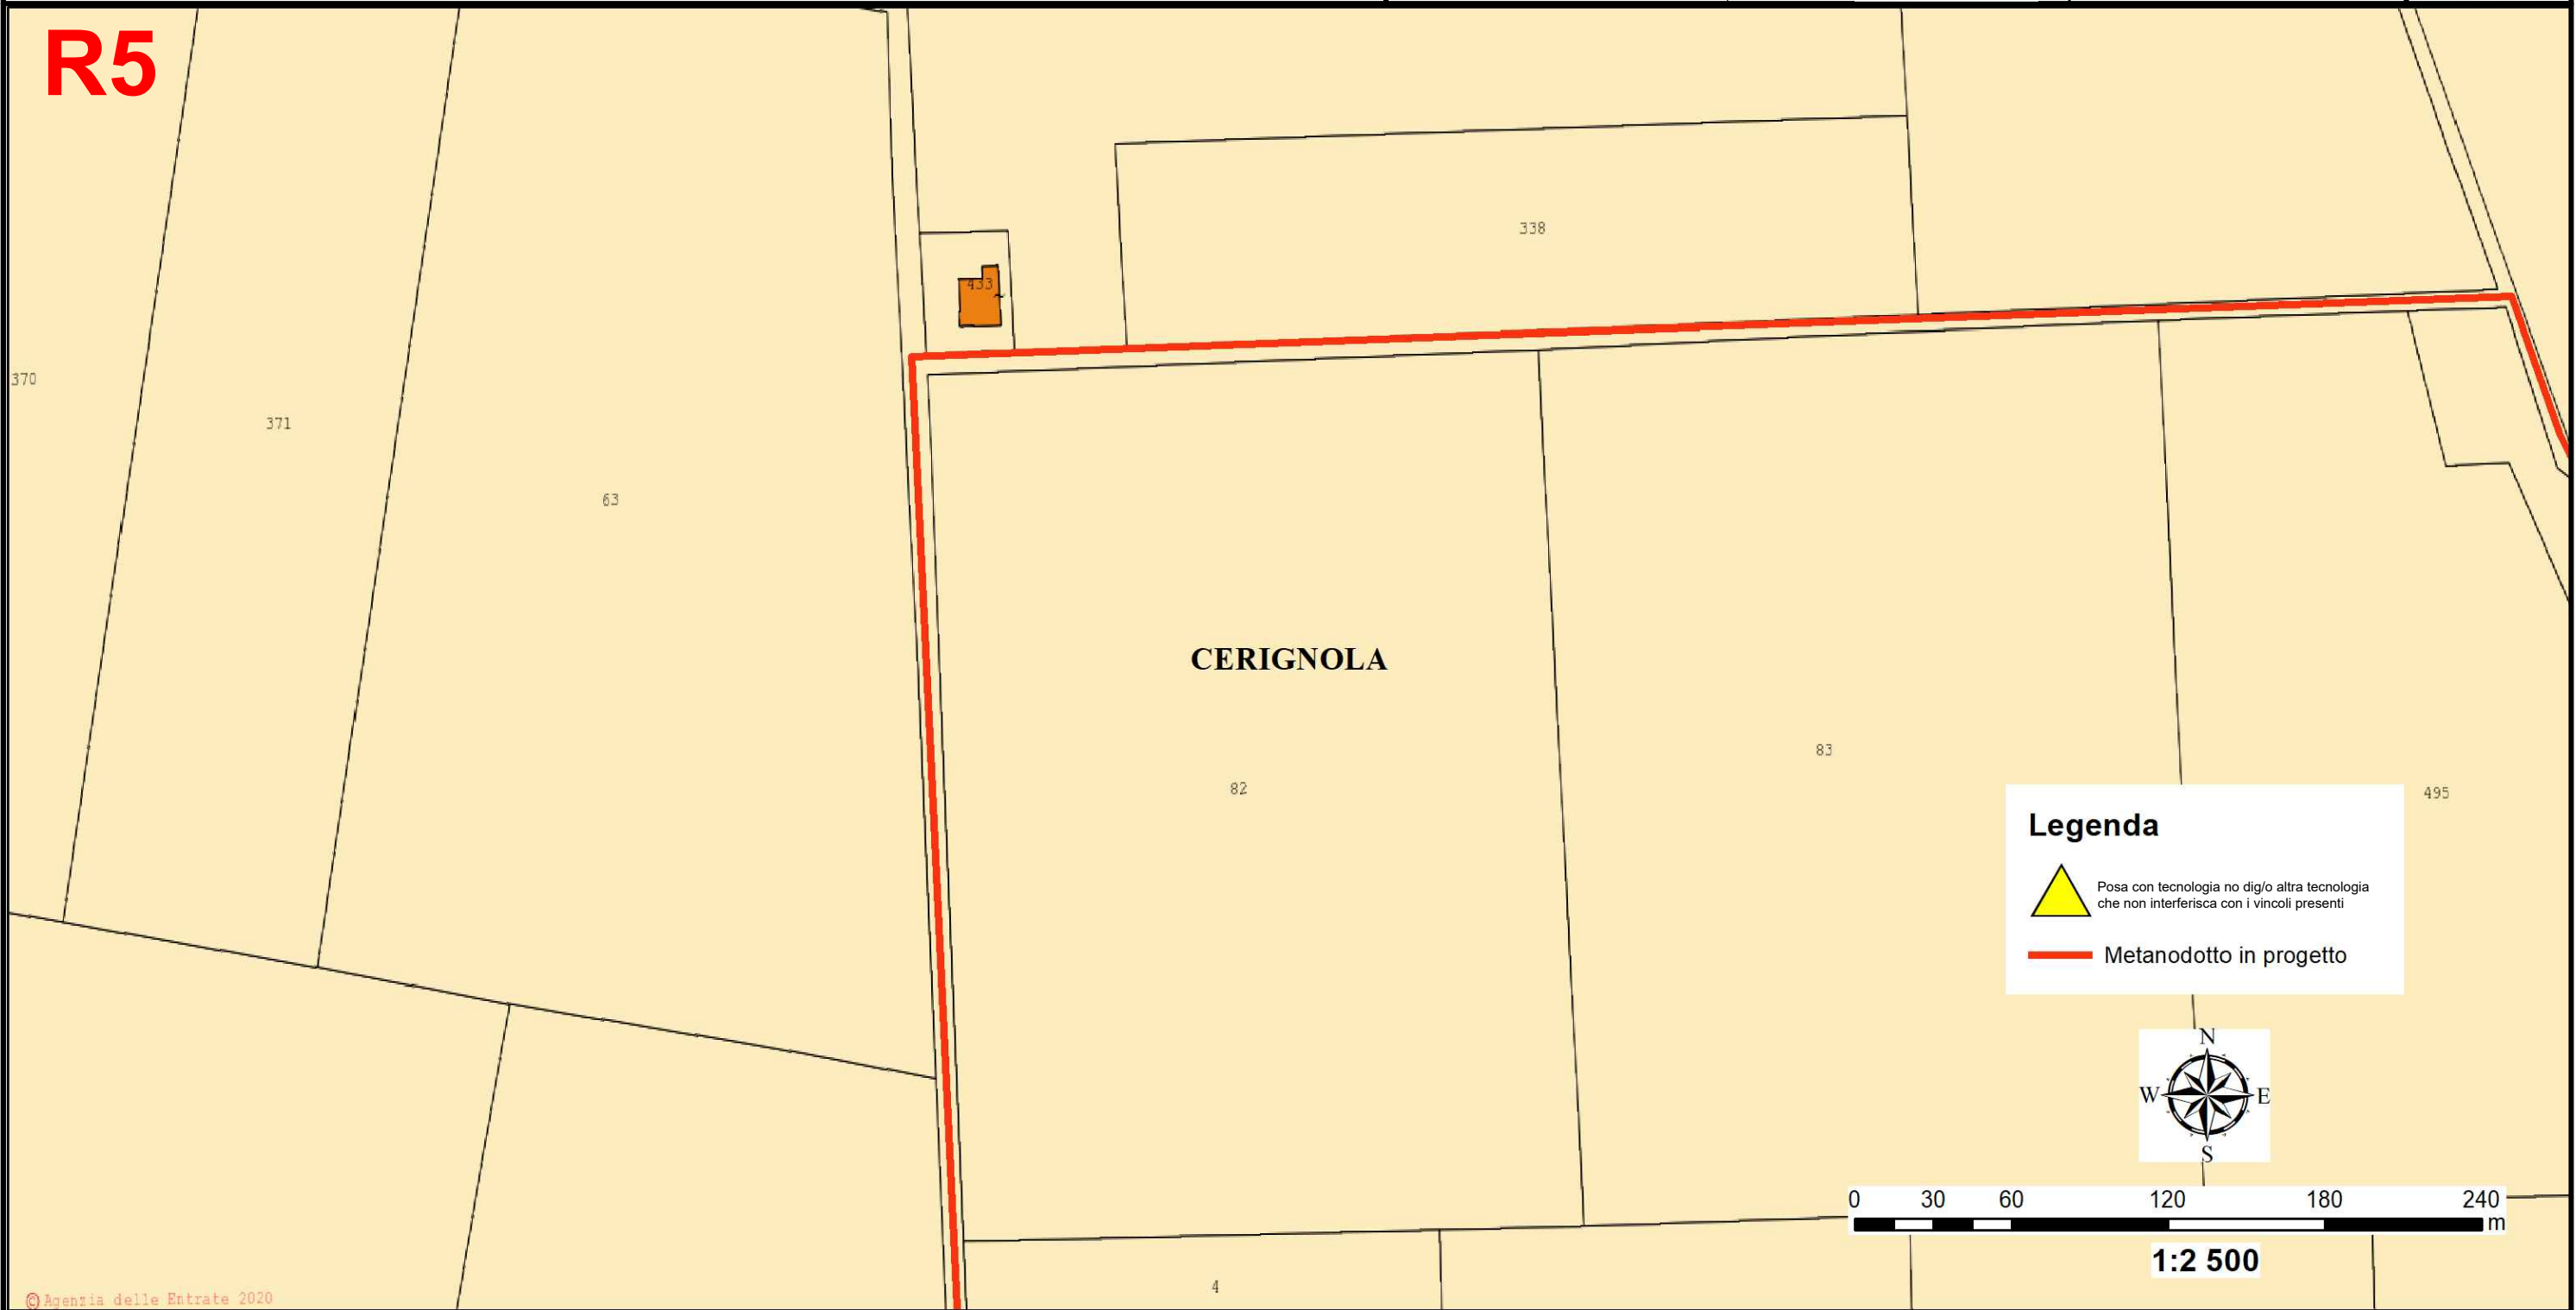 R5
338
433
370
371
63
CERIGNOLA
83
82
495
Legenda
Posa con tecnologia no dig/o altra tecnologia
che non interferisca con i vincoli presenti
Metanodotto in progetto
N
W E
S
0 30 60 120 180 240
m
1:2 500
4
© Agenzia delle Entrate 2020